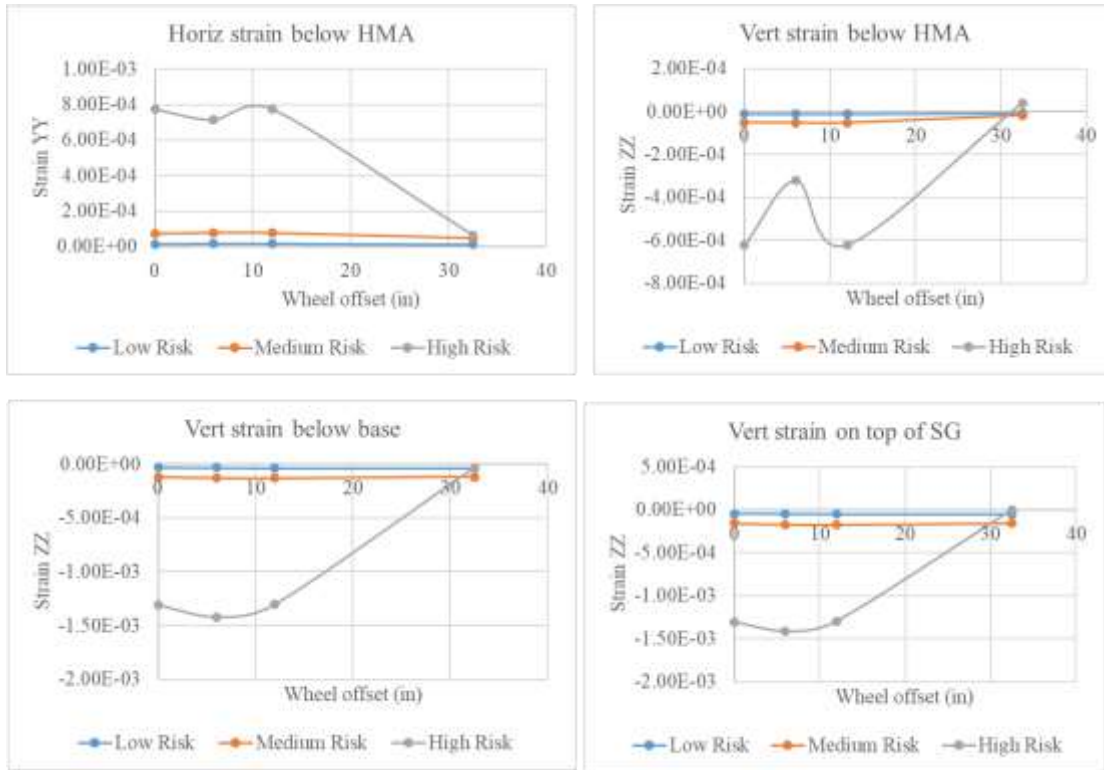 Horiz strain below HMA
1.00E-03
8.00E-04
6.00E-04
4.00E-04
2.00E-04
0.00E+00
Strain YY
0 10 20 30 40
Wheel offset (in)
Low Risk Medium Risk High Risk
Vert strain below HMA
2.00E-04
0.00E+00
-2.00E-04
-4.00E-04
-6.00E-04
-8.00E-04
Strain ZZ
0 10 20 30 40
Wheel offset (in)
Low Risk Medium Risk High Risk
Vert strain below base
0.00E+00
-5.00E-04
-1.00E-03
-1.50E-03
-2.00E-03
Strain ZZ
0 10 20 30 40
Wheel offset (in)
Low Risk Medium Risk High Risk
Vert strain on top of SG
5.00E-04
0.00E+00
-5.00E-04
-1.00E-03
-1.50E-03
-2.00E-03
Strain ZZ
0 10 20 30 40
Wheel offset (in)
Low Risk Medium Risk High Risk